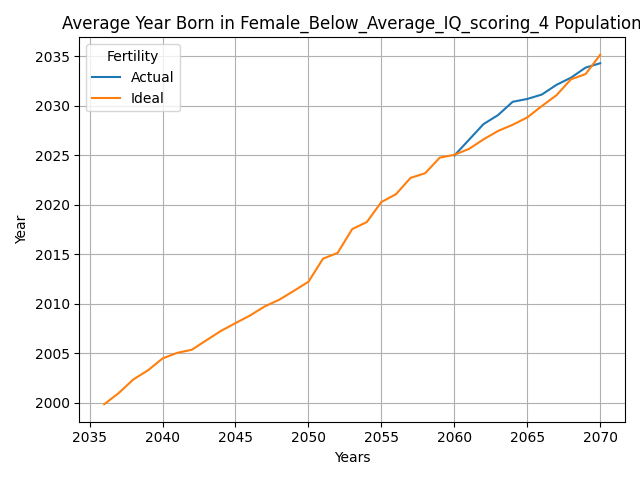 Average Year Born in Female_Below_Average_IQ_scoring_4 Population
Fertility
Actual
Ideal
2035
2030
2025
2020
2015
2010
2005
2000
Year
2035 2040 2045 2050 2055 2060 2065 2070
Years